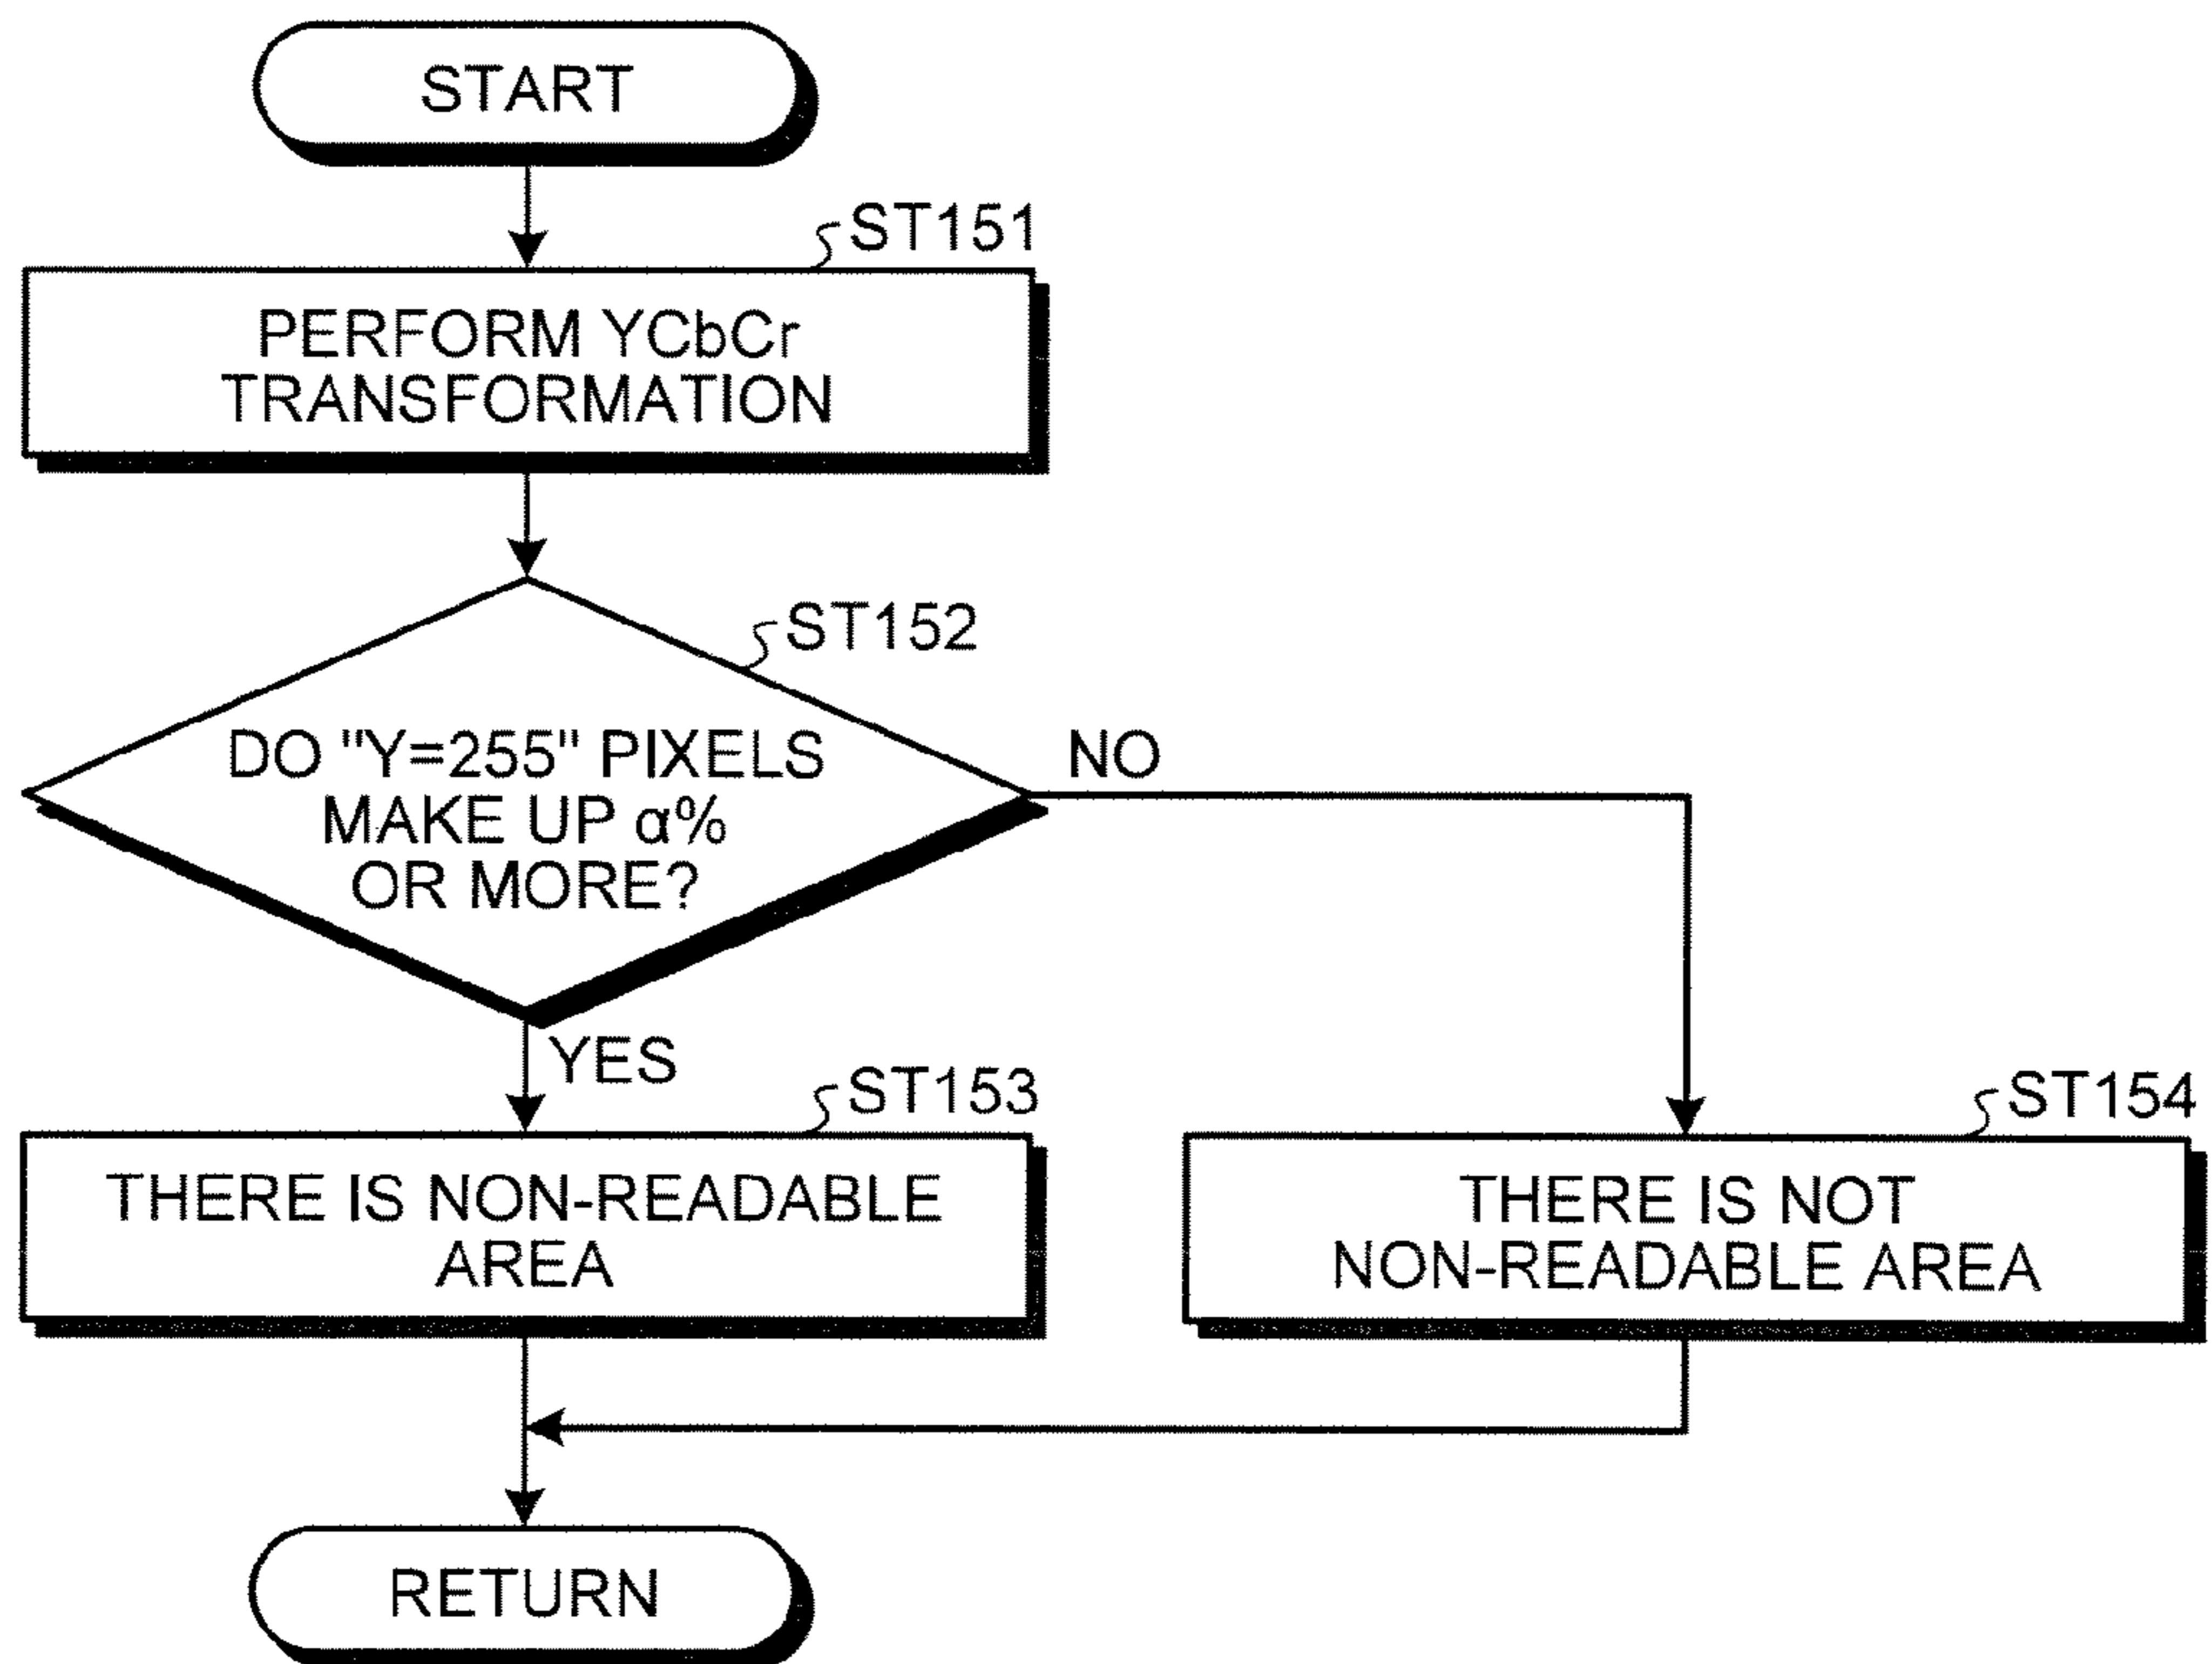 START
ST151
PERFORM YCbCr
TRANSFORMATION
ST152
DO "Y=255" PIXELS
MAKE UP α%
OR MORE?
NO
YES
ST153
THERE IS NON-READABLE
AREA
ST154
THERE IS NOT
NON-READABLE AREA
RETURN